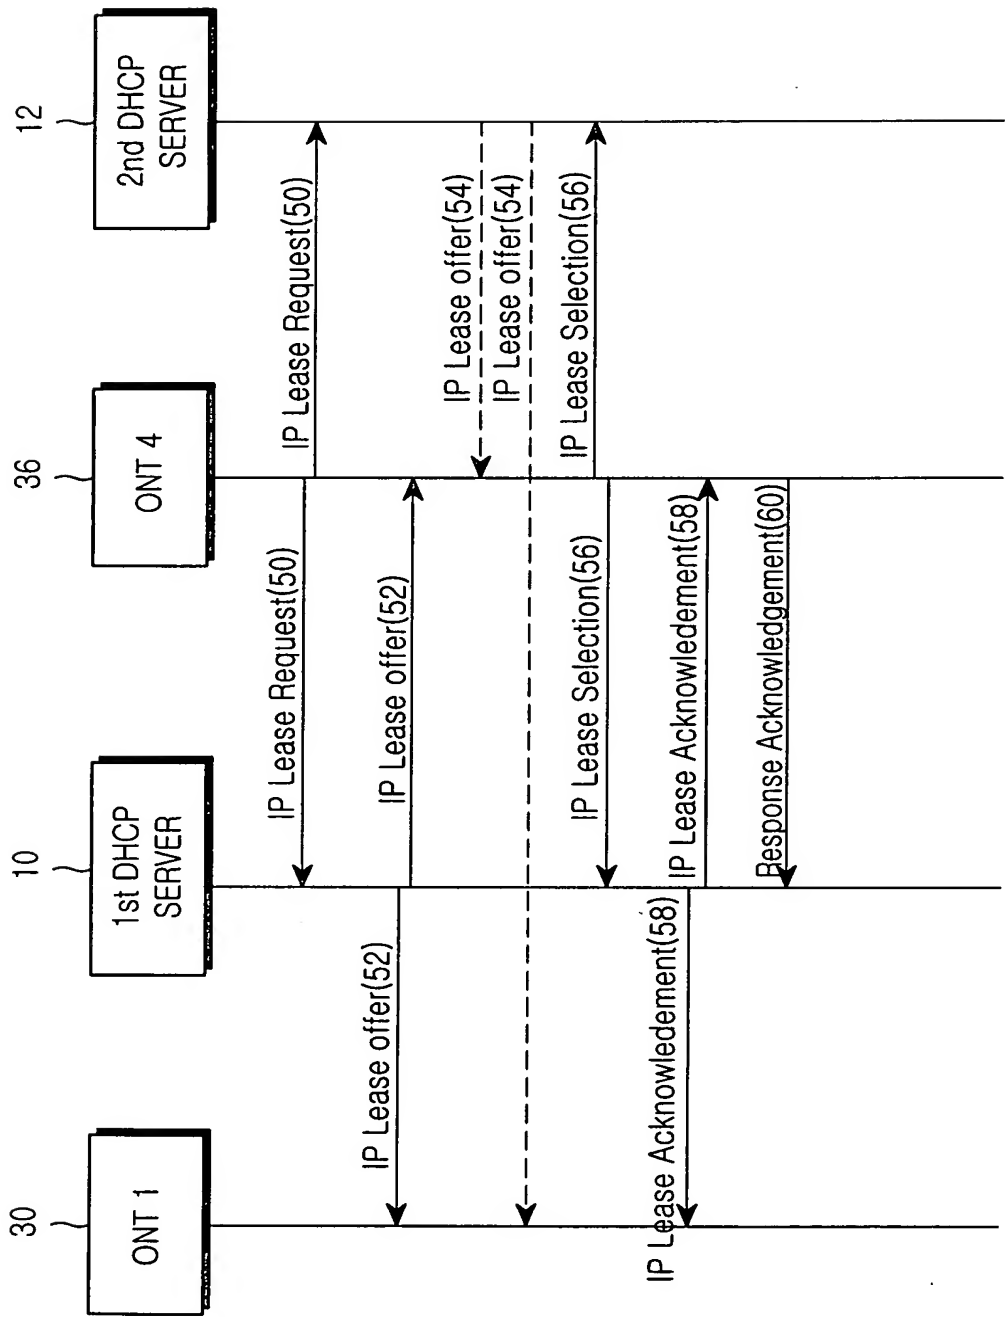 30
10
36
12
ONT 1
1st DHCP
SERVER
ONT 4
2nd DHCP
SERVER
IP Lease Request(50)
IP Lease Request(50)
IP Lease offer(52)
IP Lease offer(52)
IP Lease offer(54)
IP Lease offer(54)
IP Lease Selection(56)
IP Lease Selection(56)
IP Lease Acknowledement(58)
IP Lease Acknowledement(58)
Response Acknowledgement(60)